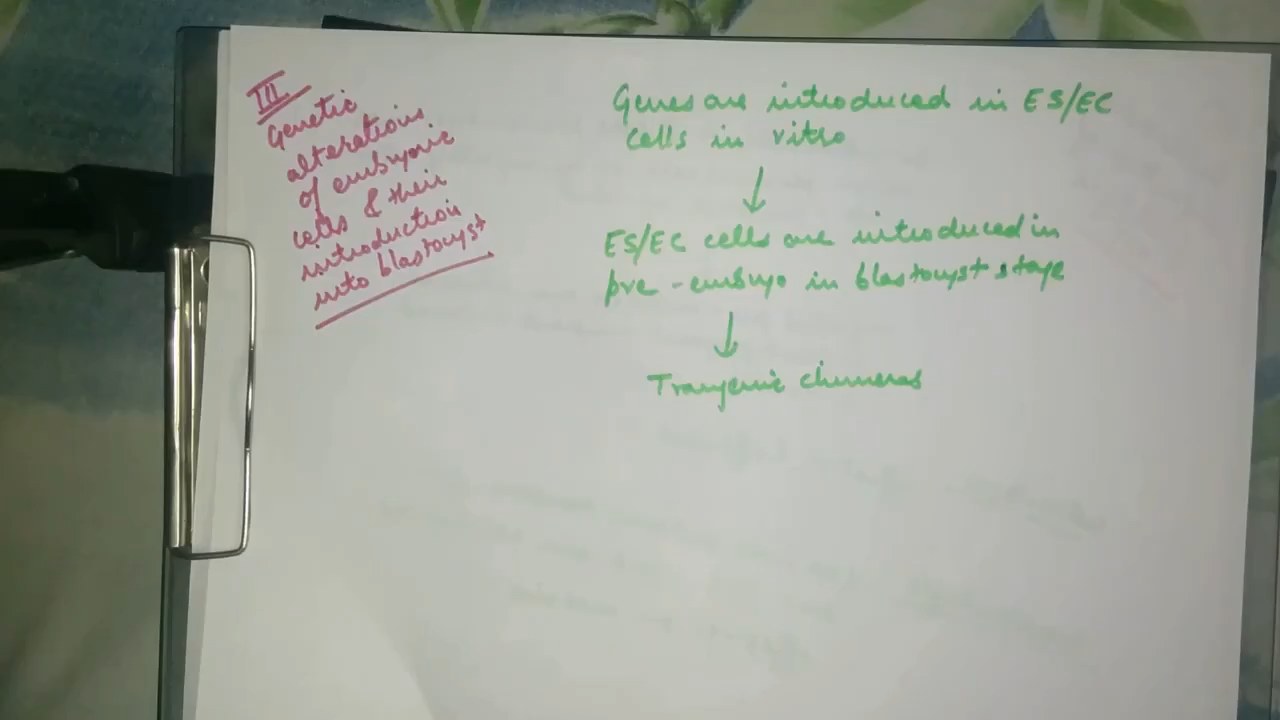 III.
Genetic
alterations
of embryonic
cells & their
introduction
into blastocyst
Genes are introduced in ES/EC
cells in vitro
↓
ES/EC cells are introduced in
pre-embryo in blastocyst stage
↓
Trangenic chimeras